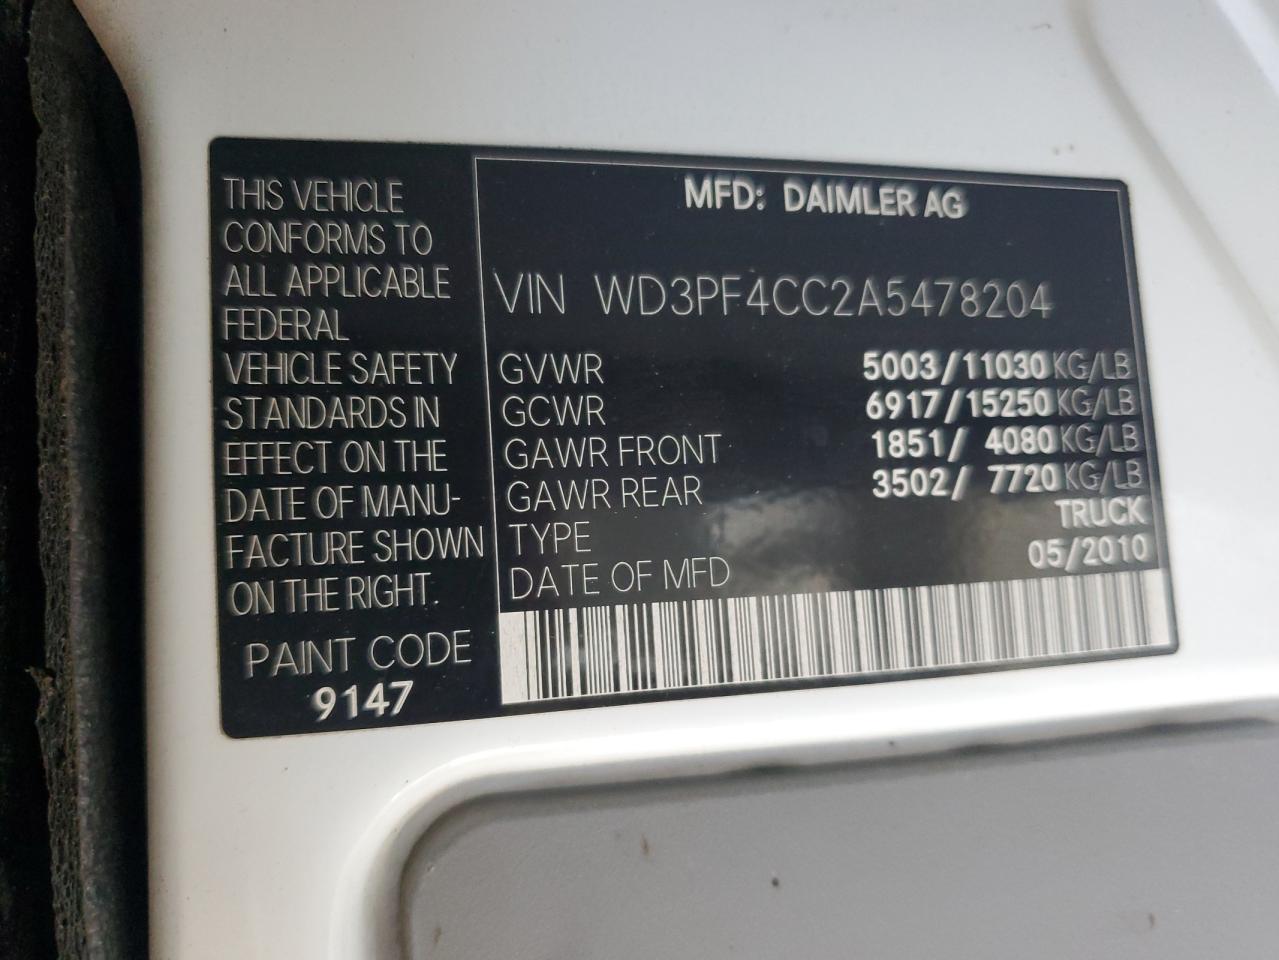 THIS VEHICLE
CONFORMS TO
ALL APPLICABLE
FEDERAL
VEHICLE SAFETY
STANDARDS IN
EFFECT ON THE
DATE OF MANU-
FACTURE SHOWN
ON THE RIGHT.
PAINT CODE
9147
MFD: DAIMLER AG
VIN WD3PF4CC2A5478204
GVWR 5003/11030 KG/LB
GCWR 6917/15250 KG/LB
GAWR FRONT 1851/ 4080 KG/LB
GAWR REAR 3502/ 7720 KG/LB
TYPE TRUCK
DATE OF MFD 05/2010